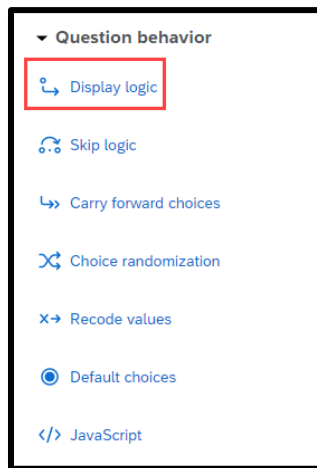 Question behavior
Display logic
Skip logic
Carry forward choices
Choice randomization
Recode values
Default choices
JavaScript